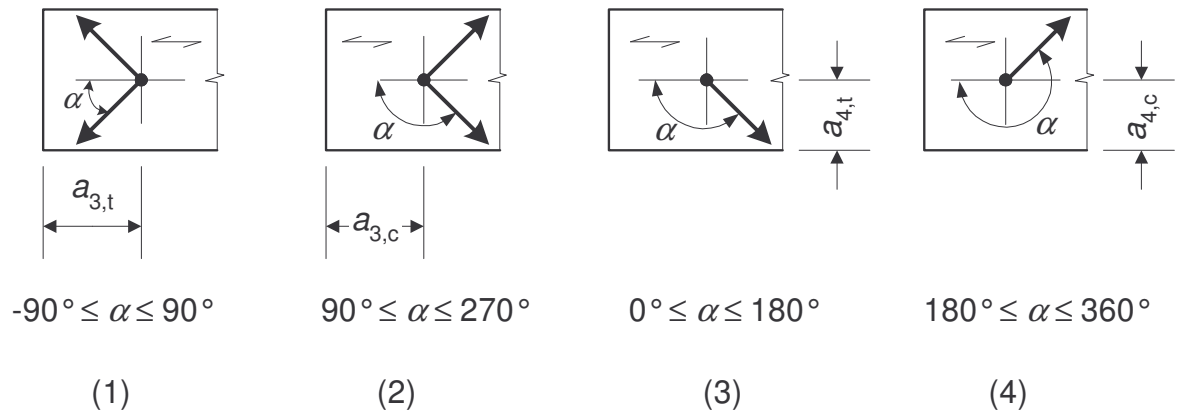 α α α α
a3,t a3,c a4,t a4,c
-90° ≤ α ≤ 90° 90° ≤ α ≤ 270° 0° ≤ α ≤ 180° 180° ≤ α ≤ 360°
(1) (2) (3) (4)